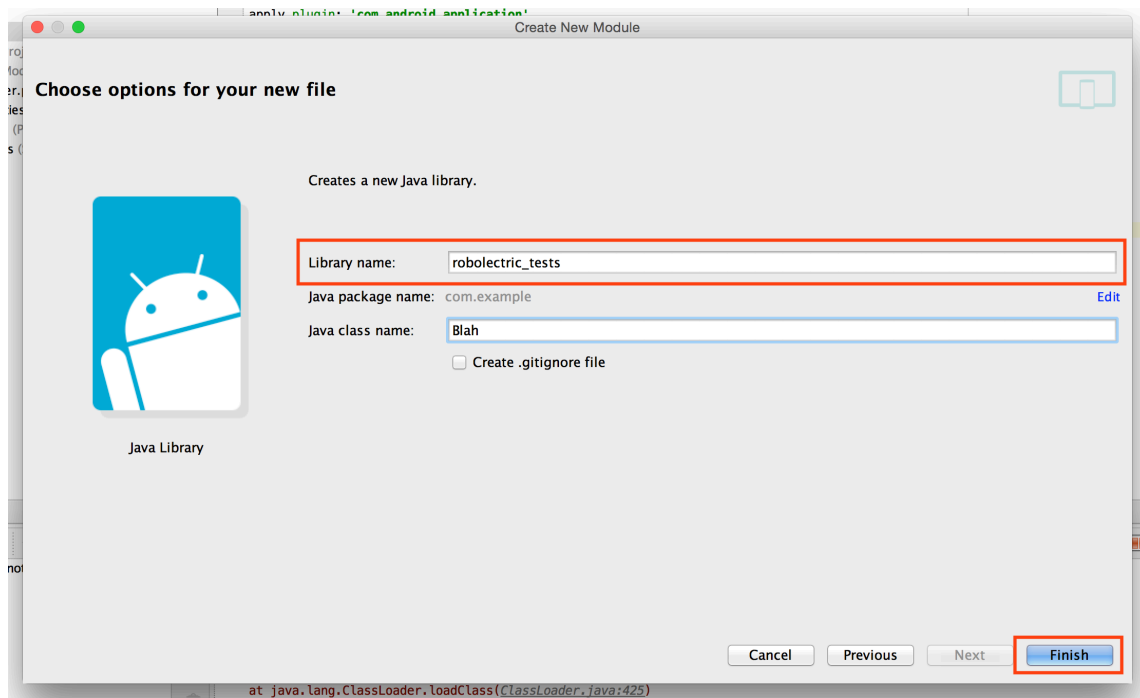 apply plugin: 'com.android.application'
Create New Module
Choose options for your new file
Creates a new Java library.
Library name: robolectric_tests
Java package name: com.example Edit
Java class name: Blah
Create .gitignore file
Java Library
Cancel Previous Next Finish
at java.lang.ClassLoader.loadClass(ClassLoader.java:425)